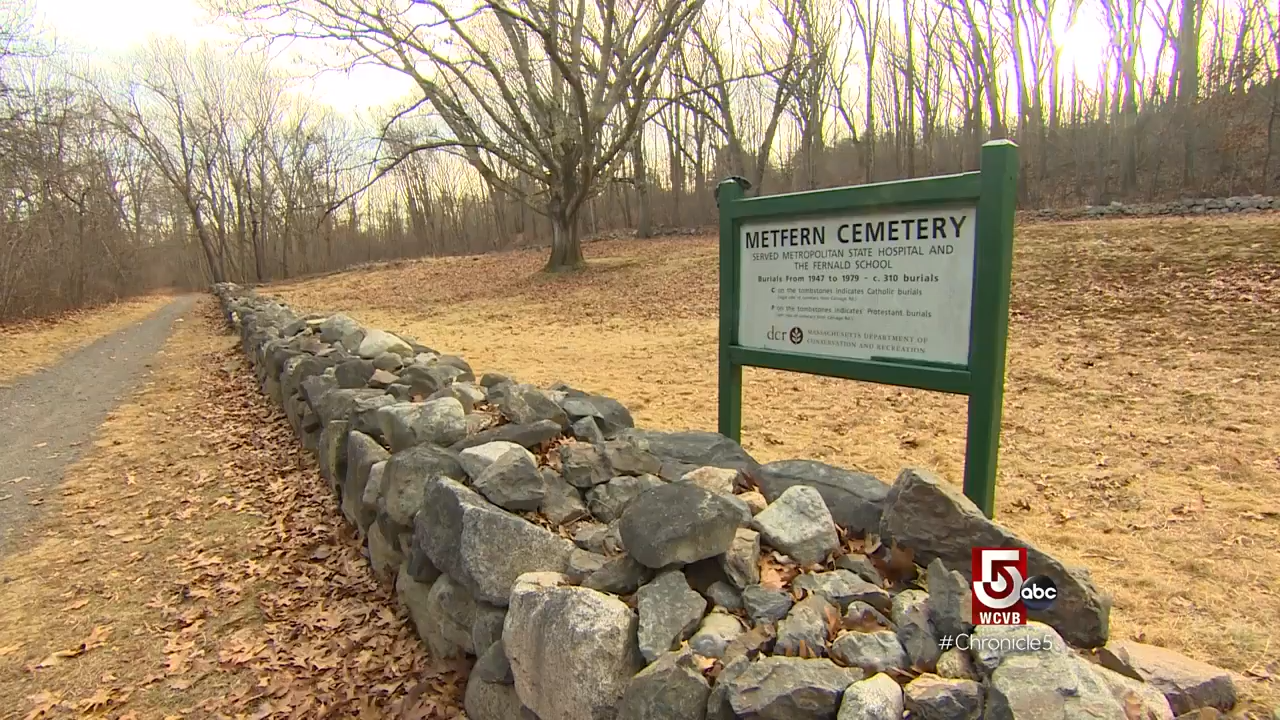 METFERN CEMETERY
SERVED METROPOLITAN STATE HOSPITAL AND
THE FERNALD SCHOOL
Burials From 1947 to 1979 - c. 310 burials
C on the tombstones indicates Catholic burials
P on the tombstones indicates Protestant burials
dcr
MASSACHUSETTS DEPARTMENT OF
CONSERVATION AND RECREATION
5
abc
WCVB
#Chronicle5